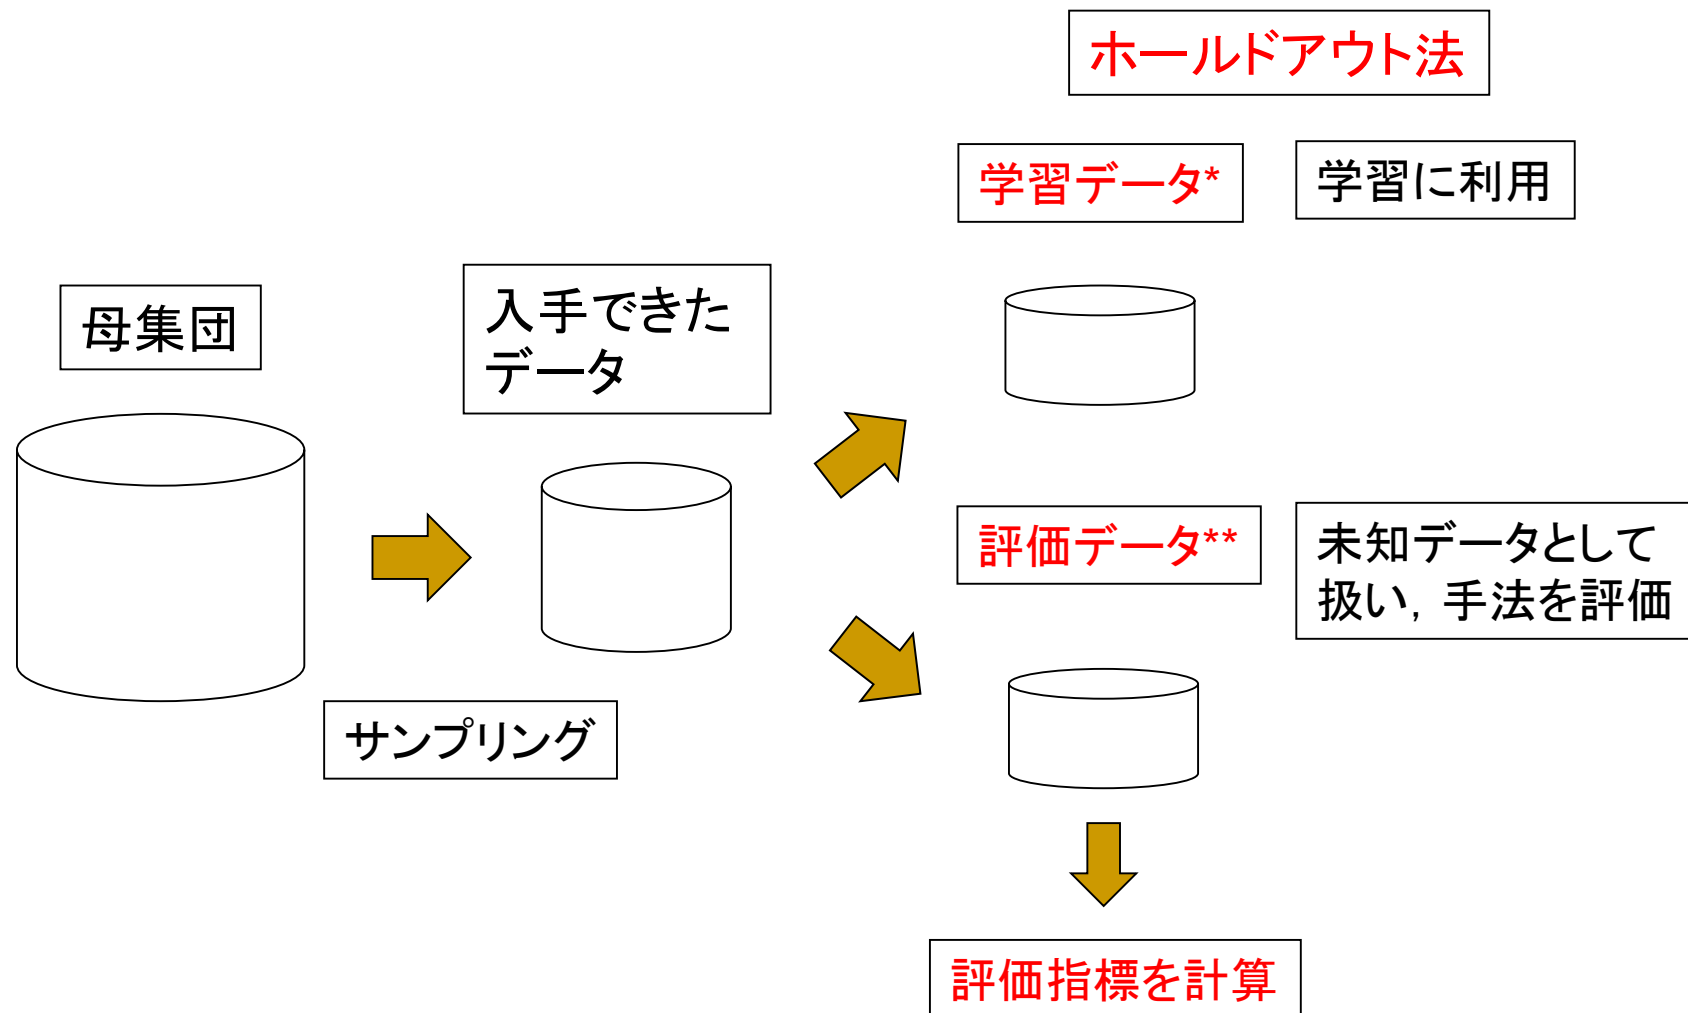 ホールドアウト法
学習データ*
学習に利用
母集団
入手できた
データ
評価データ**
未知データとして
扱い，手法を評価
サンプリング
評価指標を計算